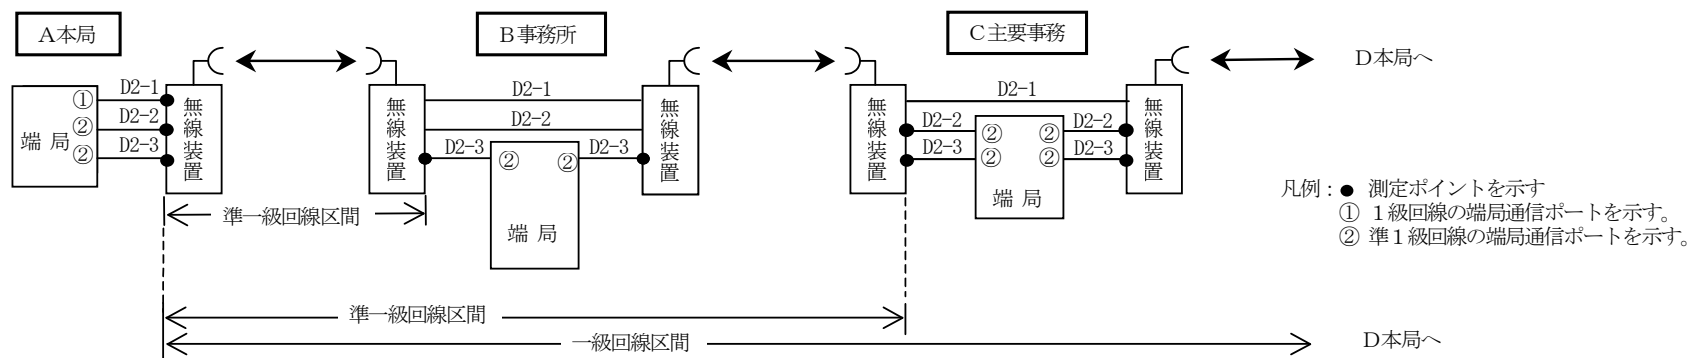 A本局
B事務所
C主要事務
D本局へ
D2-1
D2-2
D2-3
①
②
②
端 局
無線装置
無線装置
D2-1
D2-2
D2-3
②
②
D2-3
端 局
無線装置
無線装置
D2-1
D2-2
D2-3
②
②
②
②
D2-2
D2-3
端 局
無線装置
凡例：● 測定ポイントを示す
① 1級回線の端局通信ポートを示す。
② 準1級回線の端局通信ポートを示す。
準一級回線区間
準一級回線区間
一級回線区間
D本局へ